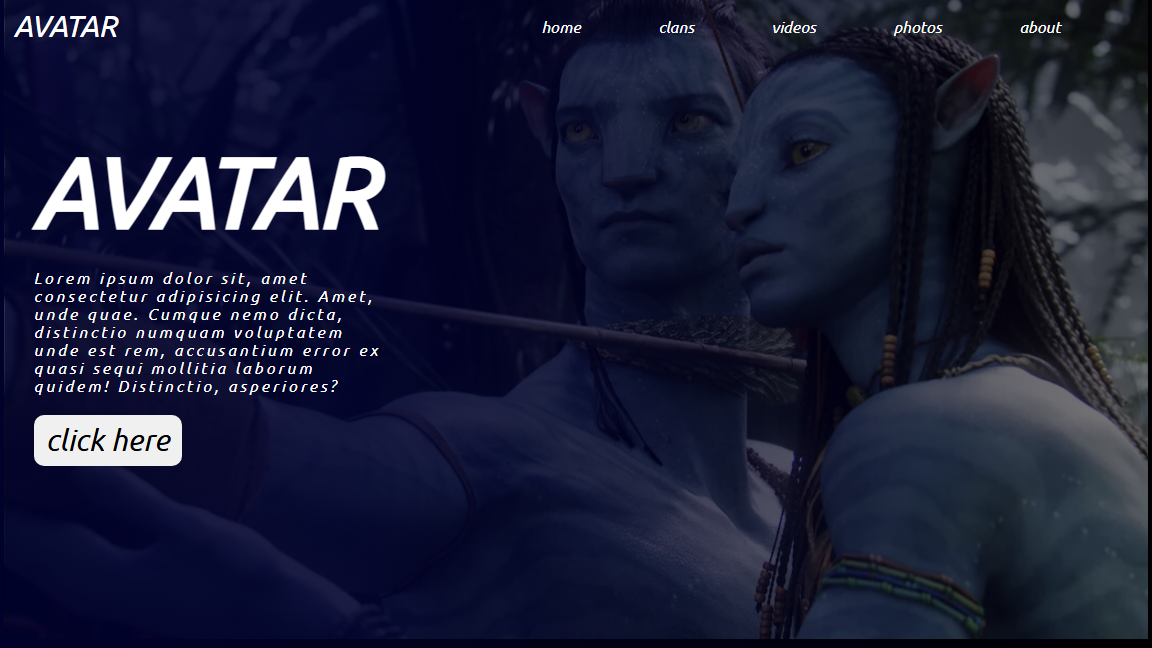 AVATAR
home clans videos photos about
AVATAR
Lorem ipsum dolor sit, amet
consectetur adipisicing elit. Amet,
unde quae. Cumque nemo dicta,
distinctio numquam voluptatem
unde est rem, accusantium error ex
quasi sequi mollitia laborum
quidem! Distinctio, asperiores?
click here